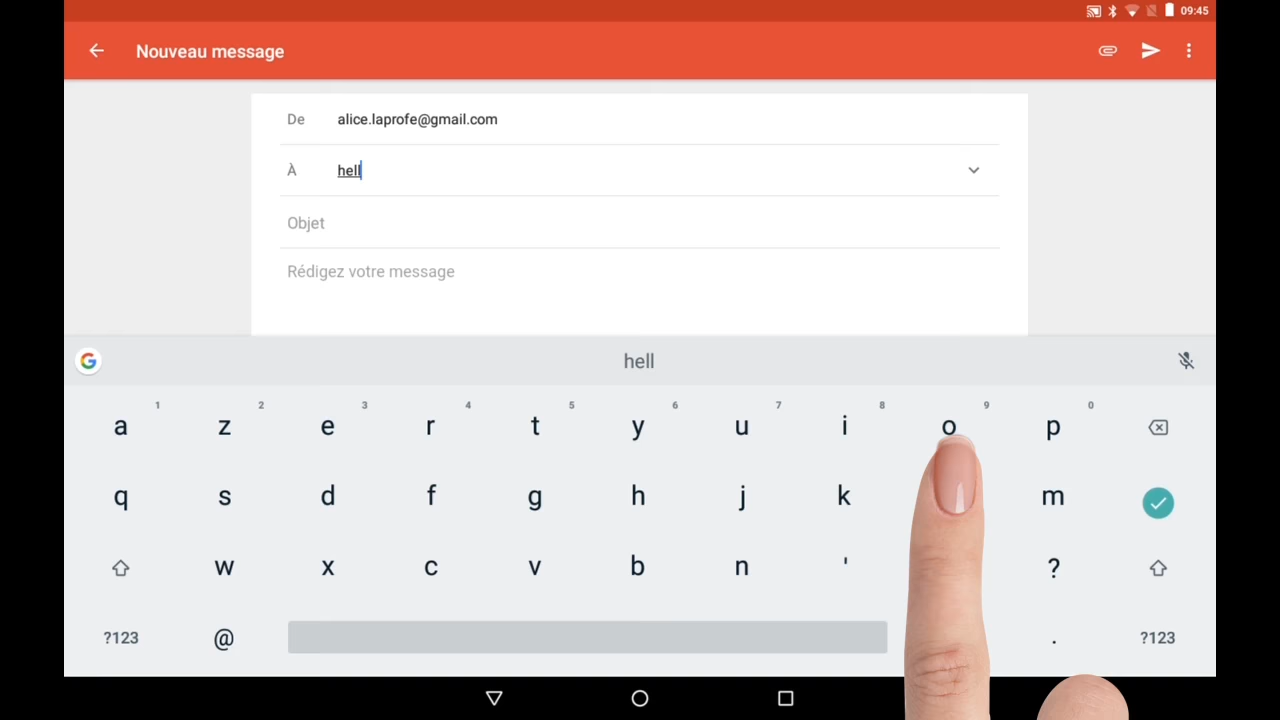 09:45
Nouveau message
De alice.laprofe@gmail.com
À hell
Objet
Rédigez votre message
G hell
1 2 3 4 5 6 7 8 9 0
a z e r t y u i o p
q s d f g h j k m
w x c v b n ' ?
?123 @ . ?123